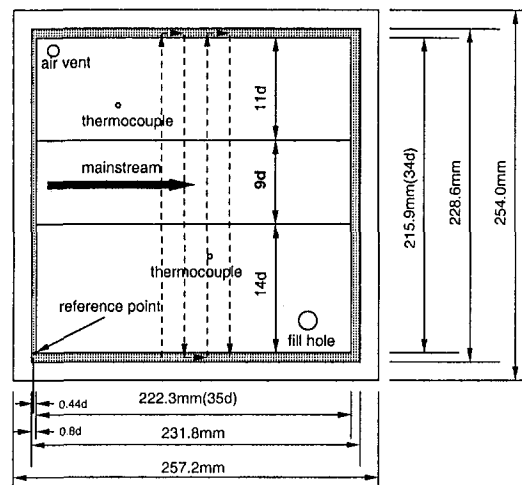 air vent
thermocouple
11d
mainstream
9d
thermocouple
14d
reference point
fill hole
215.9mm(34d)
228.6mm
254.0mm
0.44d
222.3mm(35d)
0.8d
231.8mm
257.2mm